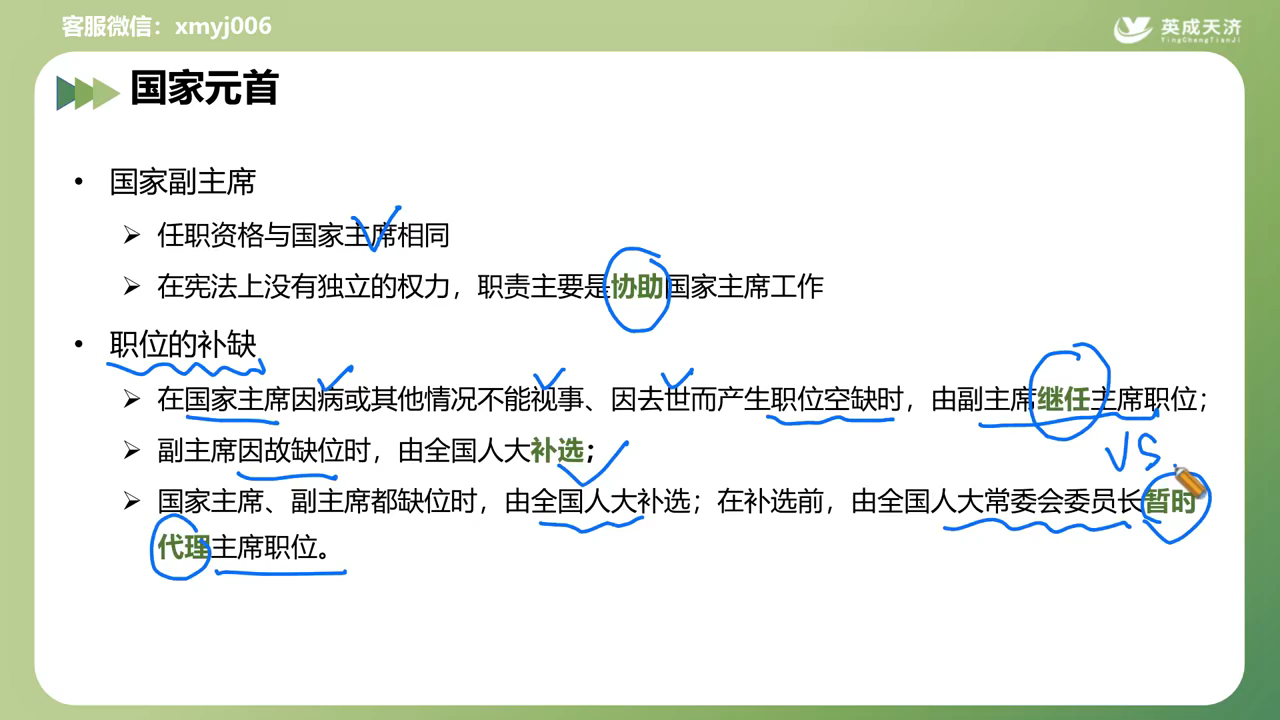 客服微信：xmyj006
英成天济
YingChengTianJi
国家元首
• 国家副主席
任职资格与国家主席相同
在宪法上没有独立的权力，职责主要是协助国家主席工作
• 职位的补缺
在国家主席因病或其他情况不能视事、因去世而产生职位空缺时，由副主席继任主席职位；
副主席因故缺位时，由全国人大补选；
VS
国家主席、副主席都缺位时，由全国人大补选；在补选前，由全国人大常委会委员长暂时
代理主席职位。